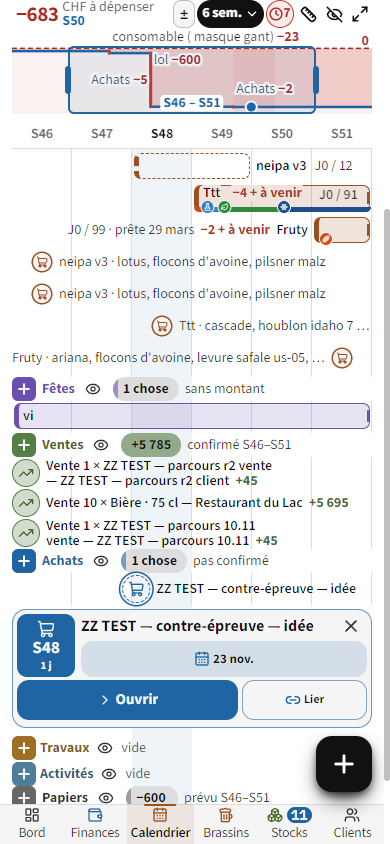 −683 CHF à dépenser
S50
± 6 sem. 7
consomable ( masque gant) −23
0
lol −600
Achats −5
Achats −2
S46 – S51
S46 S47 S48 S49 S50 S51
neipa v3 J0 / 12
Ttt −4 + à venir J0 / 91
J0 / 99 · prête 29 mars −2 + à venir Fruty
neipa v3 · lotus, flocons d'avoine, pilsner malz
neipa v3 · lotus, flocons d'avoine, pilsner malz
Ttt · cascade, houblon idaho 7 …
Fruty · ariana, flocons d'avoine, levure safale us-05, …
Fêtes 1 chose sans montant
vi
Ventes +5 785 confirmé S46–S51
Vente 1 × ZZ TEST — parcours r2 vente
— ZZ TEST — parcours r2 client +45
Vente 10 × Bière · 75 cl — Restaurant du Lac +5 695
Vente 1 × ZZ TEST — parcours 10.11
vente — ZZ TEST — parcours 10.11 +45
Achats 1 chose pas confirmé
ZZ TEST — contre-épreuve — idée
ZZ TEST — contre-épreuve — idée
S48
1 j
23 nov.
Ouvrir
Lier
Travaux vide
Activités vide
Papiers −600 prévu S46–S51
11
Bord Finances Calendrier Brassins Stocks Clients